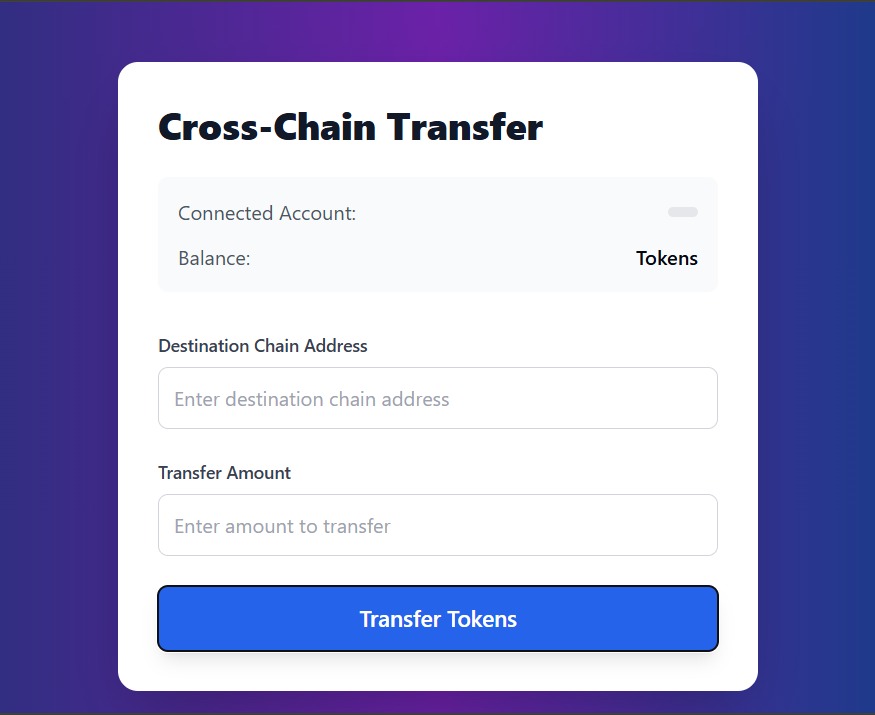 Cross-Chain Transfer
Connected Account:
Balance: Tokens
Destination Chain Address
Enter destination chain address
Transfer Amount
Enter amount to transfer
Transfer Tokens